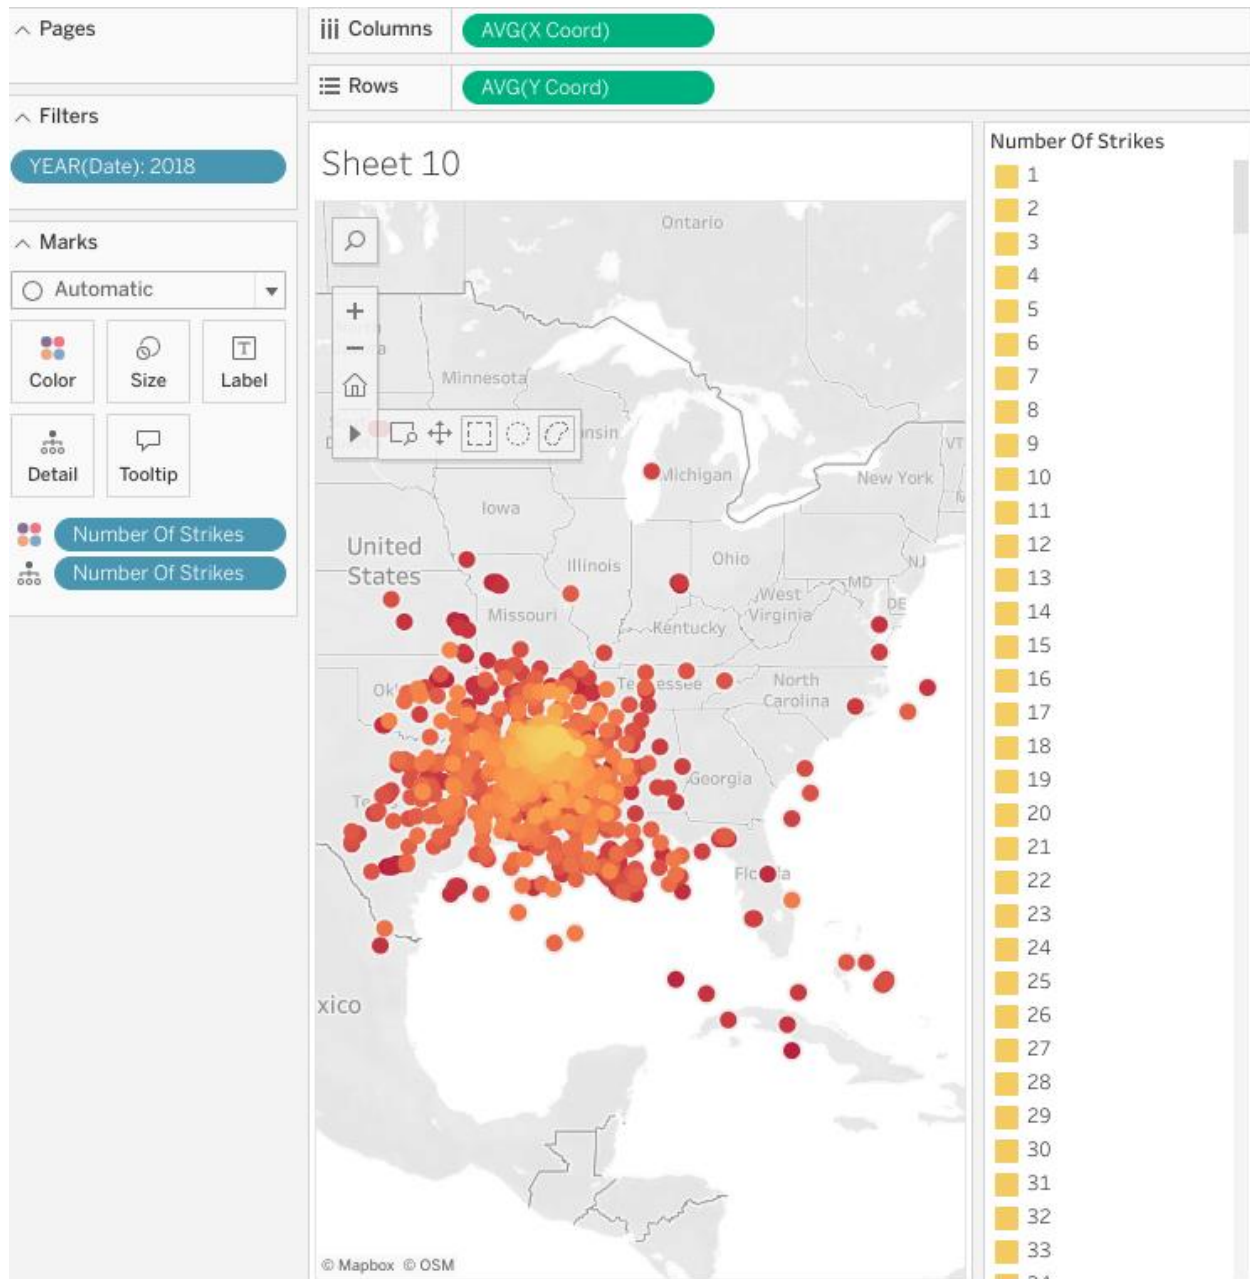 Pages
Columns
AVG(X Coord)
Rows
AVG(Y Coord)
Filters
YEAR(Date): 2018
Marks
Automatic
Color
Size
Label
Detail
Tooltip
Number Of Strikes
Number Of Strikes
Sheet 10
Ontario
Minnesota
Michigan
VT
New York
Iowa
United
States
Illinois
Ohio
NJ
West
Virginia
MD
DE
Missouri
Kentucky
North
Carolina
Georgia
xico
© Mapbox © OSM
Number Of Strikes
1
2
3
4
5
6
7
8
9
10
11
12
13
14
15
16
17
18
19
20
21
22
23
24
25
26
27
28
29
30
31
32
33